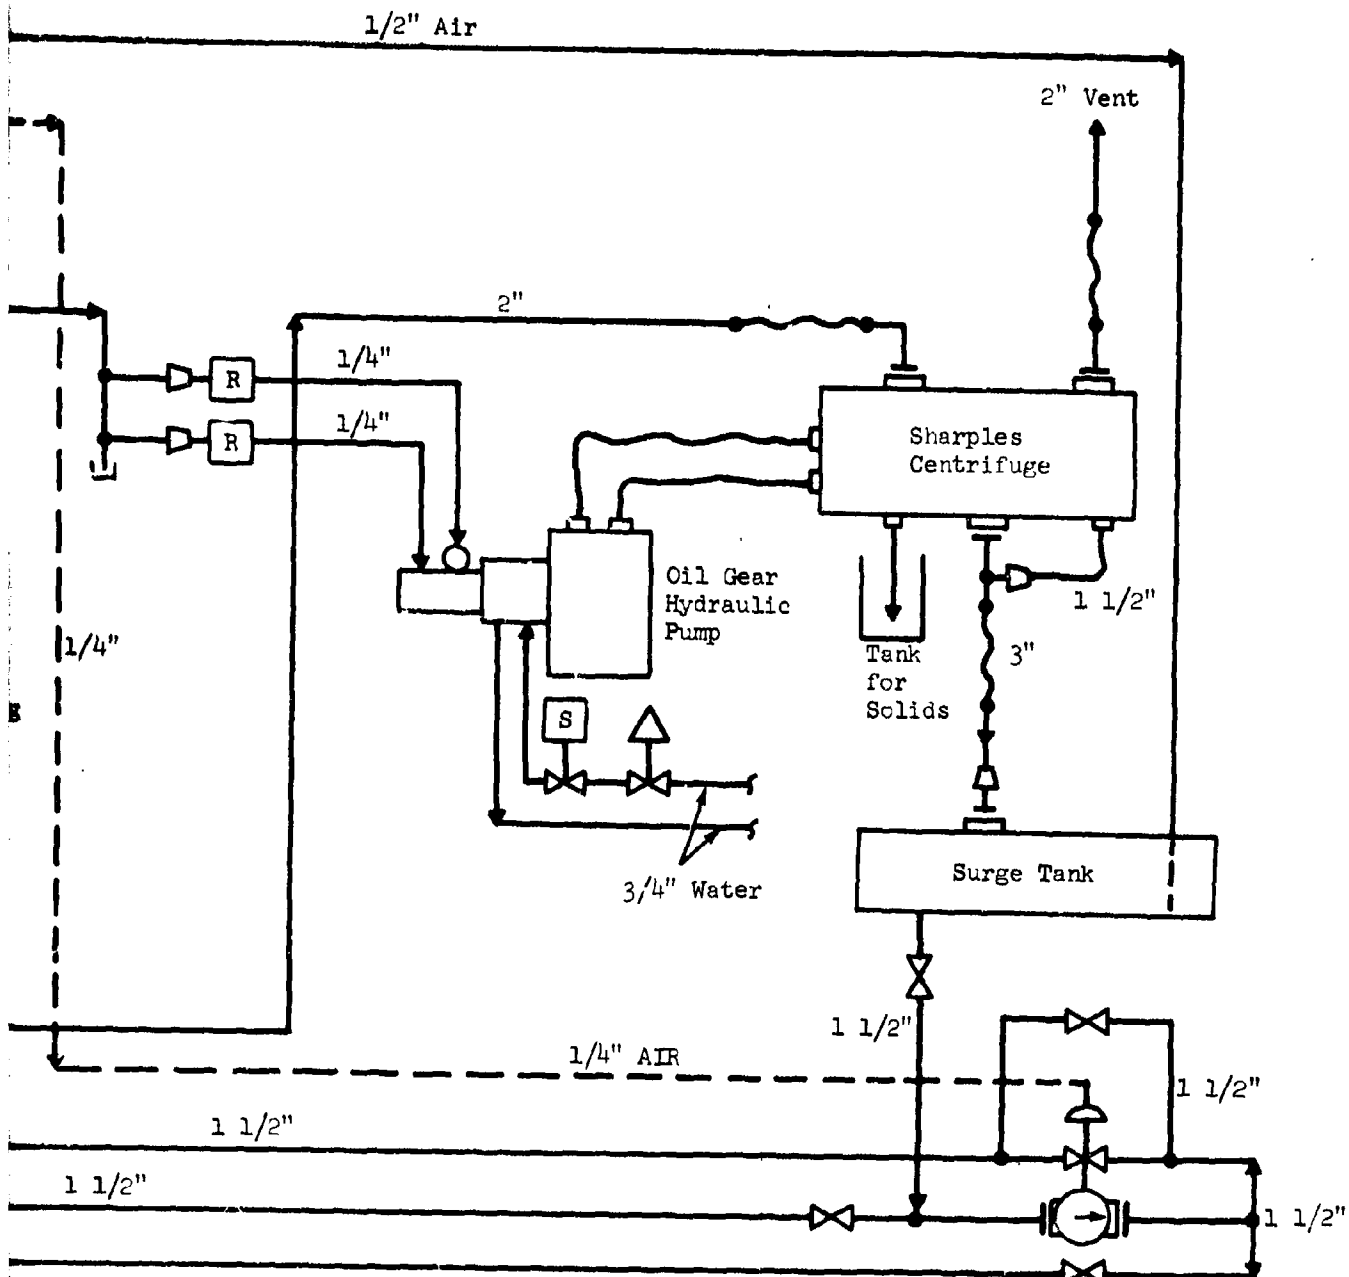 1/2" Air
2" Vent
2"
1/4"
R
1/4"
R
Sharples
Centrifuge
Oil Gear
Hydraulic
Pump
1 1/2"
1/4"
Tank
for
Solids
3"
S
3/4" Water
Surge Tank
1 1/2"
1/4" AIR
1 1/2"
1 1/2"
1 1/2"
1 1/2"